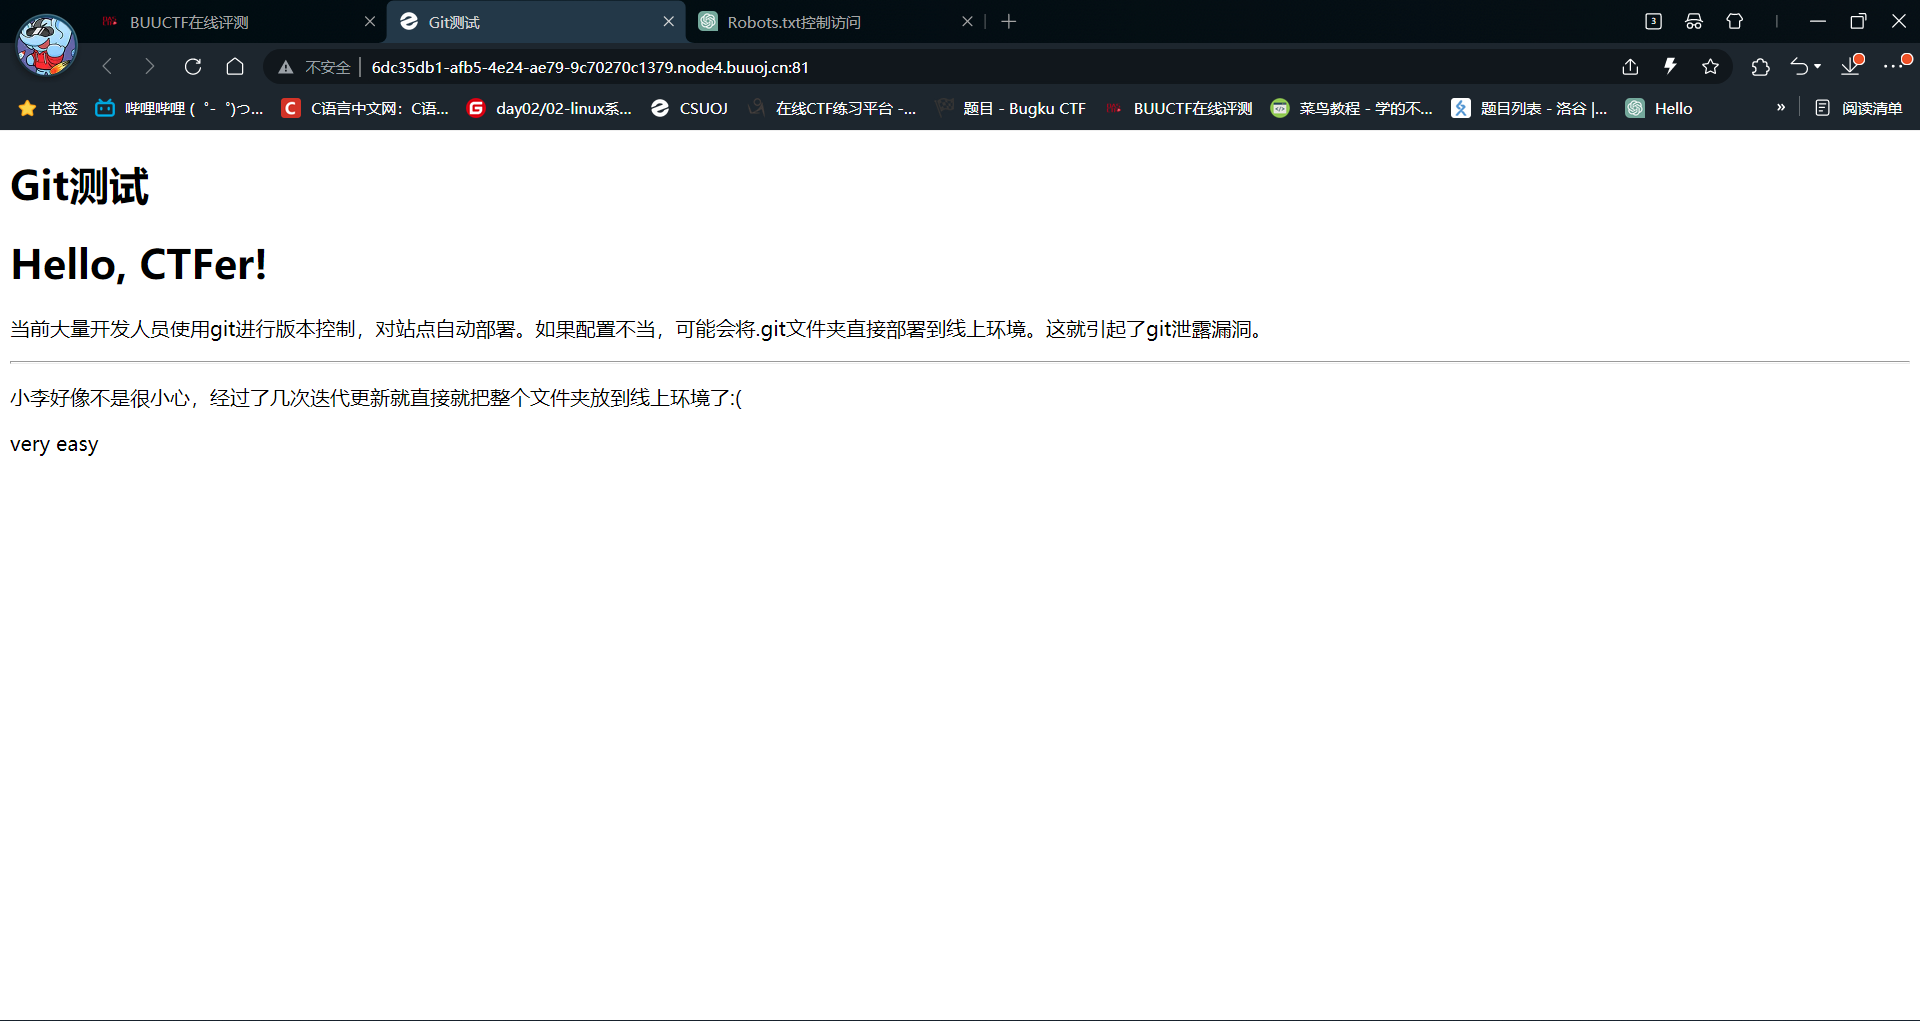 BUUCTF在线评测
Git测试
Robots.txt控制访问
3
不安全
6dc35db1-afb5-4e24-ae79-9c70270c1379.node4.buuoj.cn:81
书签
哔哩哔哩 (゜-゜)つ...
C语言中文网：C语...
day02/02-linux系...
CSUOJ
在线CTF练习平台 -...
题目 - Bugku CTF
BUUCTF在线评测
菜鸟教程 - 学的不...
题目列表 - 洛谷 |...
Hello
»
阅读清单
Git测试
Hello, CTFer!
当前大量开发人员使用git进行版本控制，对站点自动部署。如果配置不当，可能会将.git文件夹直接部署到线上环境。这就引起了git泄露漏洞。
小李好像不是很小心，经过了几次迭代更新就直接就把整个文件夹放到线上环境了:(
very easy